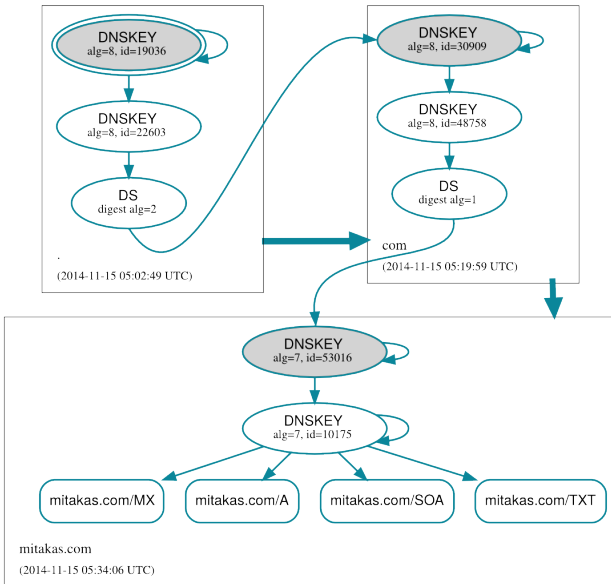 DNSKEY
alg=8, id=19036
DNSKEY
alg=8, id=22603
DS
digest alg=2
.
(2014-11-15 05:02:49 UTC)
DNSKEY
alg=8, id=30909
DNSKEY
alg=8, id=48758
DS
digest alg=1
com
(2014-11-15 05:19:59 UTC)
DNSKEY
alg=7, id=53016
DNSKEY
alg=7, id=10175
mitakas.com/MX
mitakas.com/A
mitakas.com/SOA
mitakas.com/TXT
mitakas.com
(2014-11-15 05:34:06 UTC)